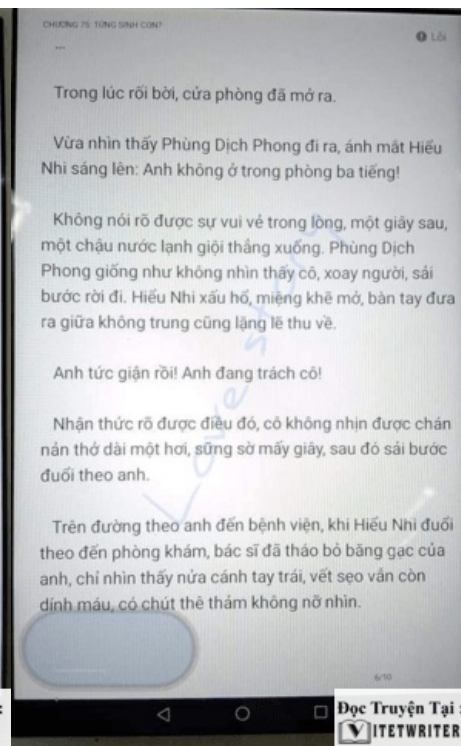 CHƯƠNG 75: TỪNG SINH CON?
Lỗi
...
Trong lúc rối bời, cửa phòng đã mở ra.
Vừa nhìn thấy Phùng Dịch Phong đi ra, ánh mắt Hiểu
Nhi sáng lên: Anh không ở trong phòng ba tiếng!
Không nói rõ được sự vui vẻ trong lòng, một giây sau,
một chậu nước lạnh giội thẳng xuống. Phùng Dịch
Phong giống như không nhìn thấy cô, xoay người, sải
bước rời đi. Hiểu Nhi xấu hổ, miệng khẽ mở, bàn tay đưa
ra giữa không trung cũng lặng lẽ thu về.
Anh tức giận rồi! Anh đang trách cô!
Nhận thức rõ được điều đó, cô không nhịn được chán
nản thở dài một hơi, sững sờ mấy giây, sau đó sải bước
đuổi theo anh.
Trên đường theo anh đến bệnh viện, khi Hiểu Nhi đuổi
theo đến phòng khám, bác sĩ đã tháo bỏ băng gạc của
anh, chỉ nhìn thấy nửa cánh tay trái, vết sẹo vẫn còn
dính máu, có chút thê thảm không nỡ nhìn.
Love story
6/10
Đọc Truyện Tại :
VIETWRITER